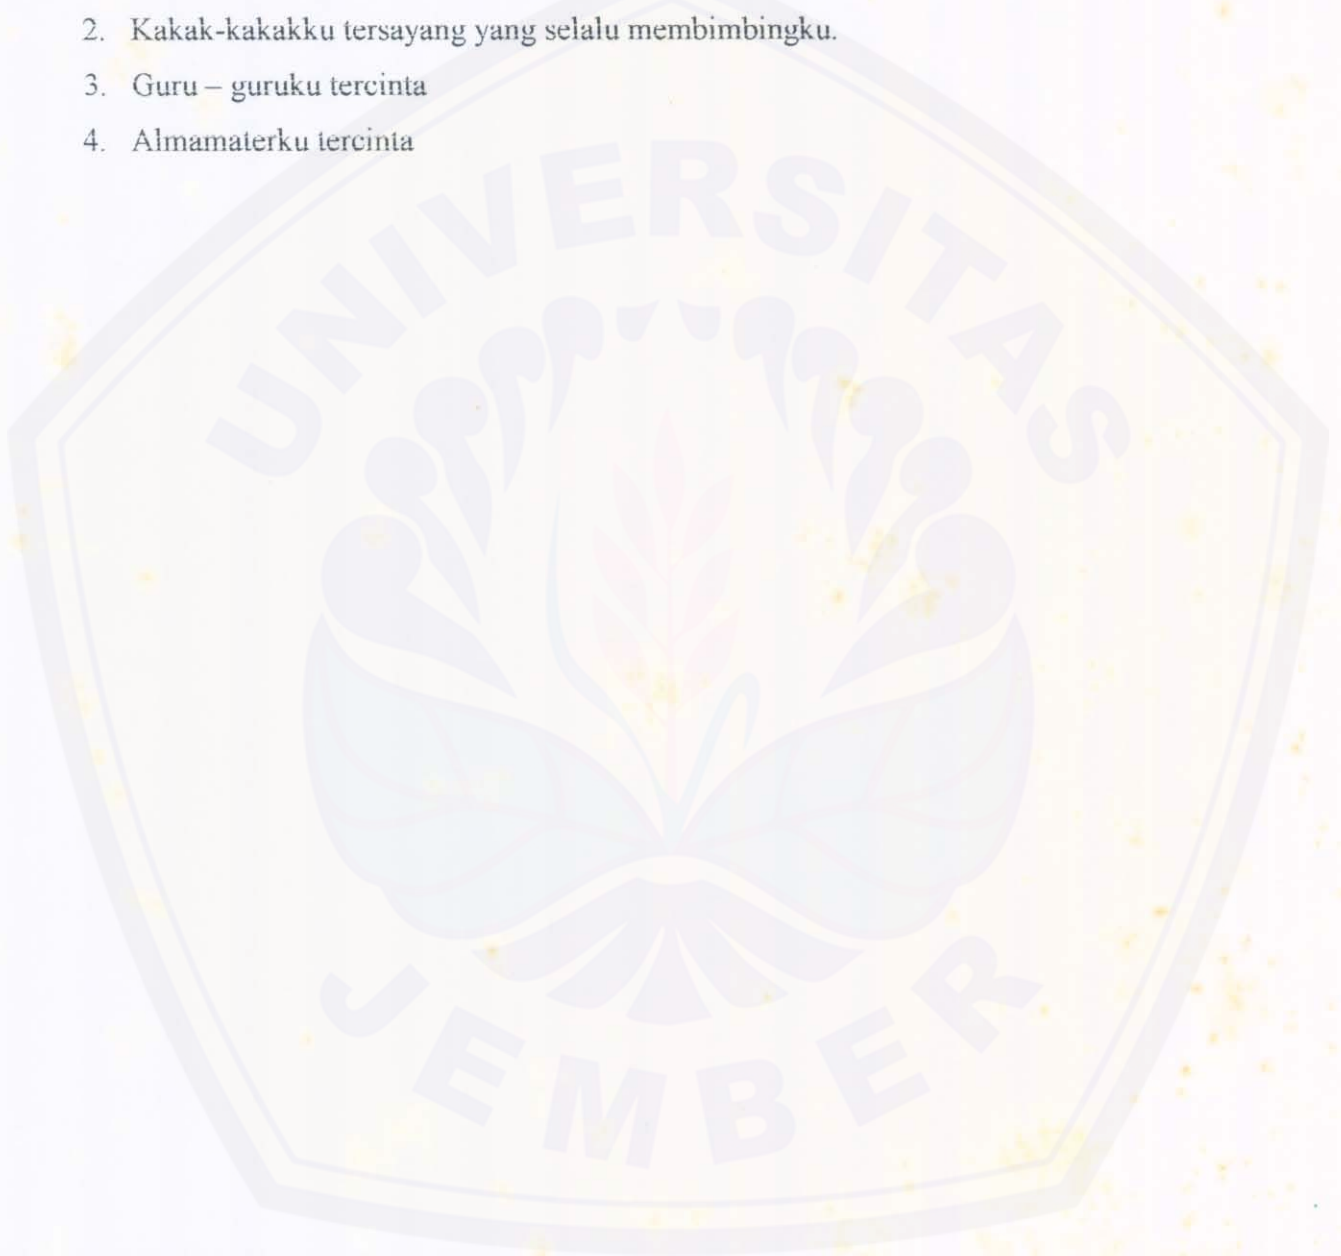 2. Kakak-kakakku tersayang yang selalu membimbingku.
3. Guru – guruku tercinta
4. Almamaterku tercinta
UNIVERSITAS
JEMBER